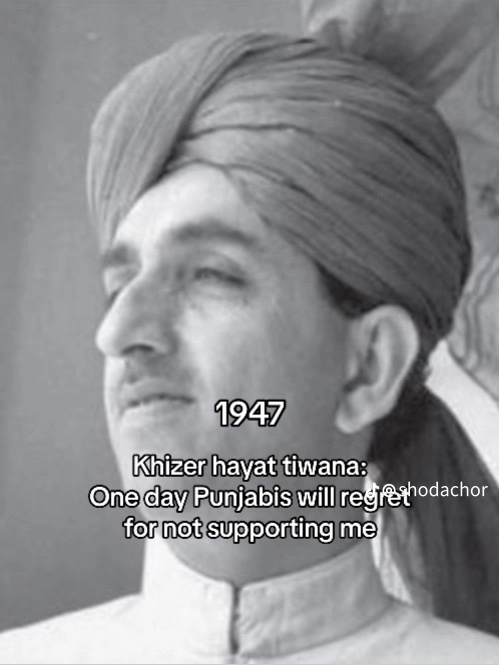 1947
Khizer hayat tiwana:
One day Punjabis will regret
@shodachor
for not supporting me